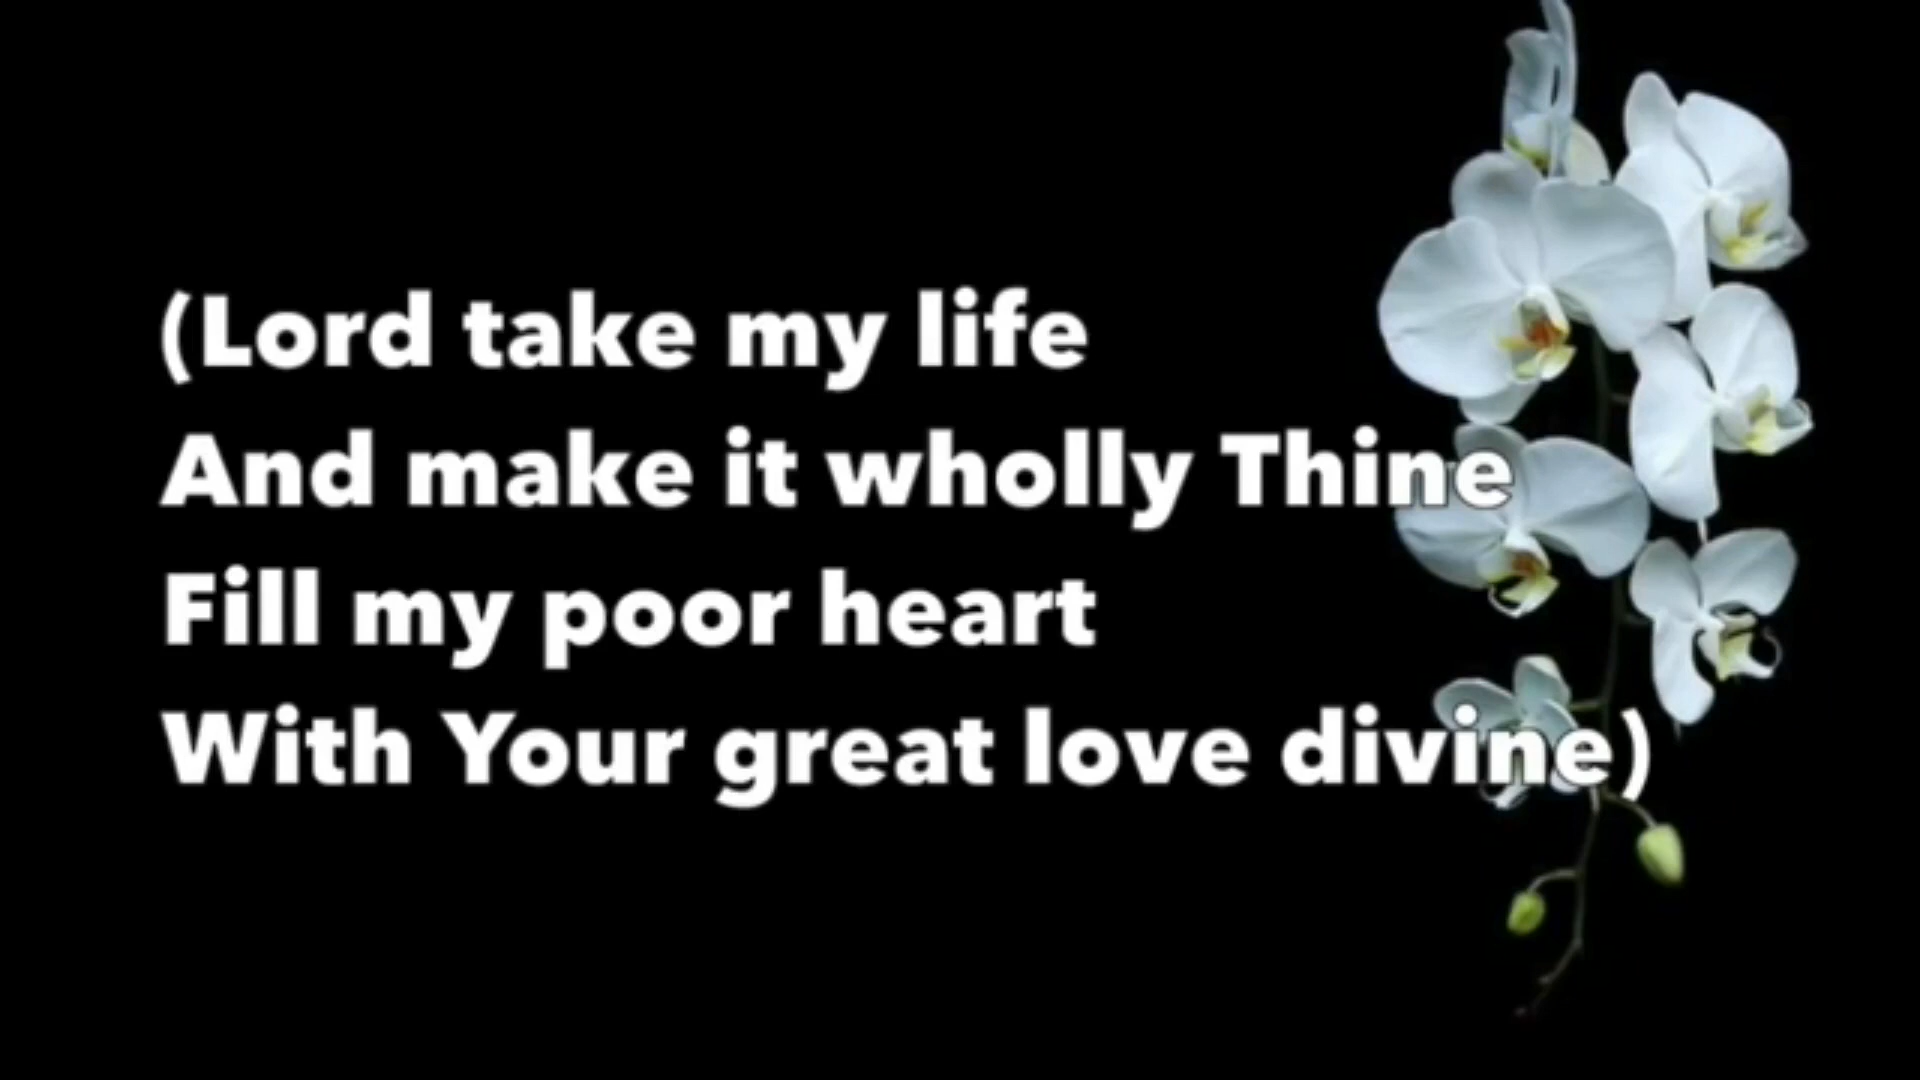 (Lord take my life
And make it wholly Thine
Fill my poor heart
With Your great love divine)